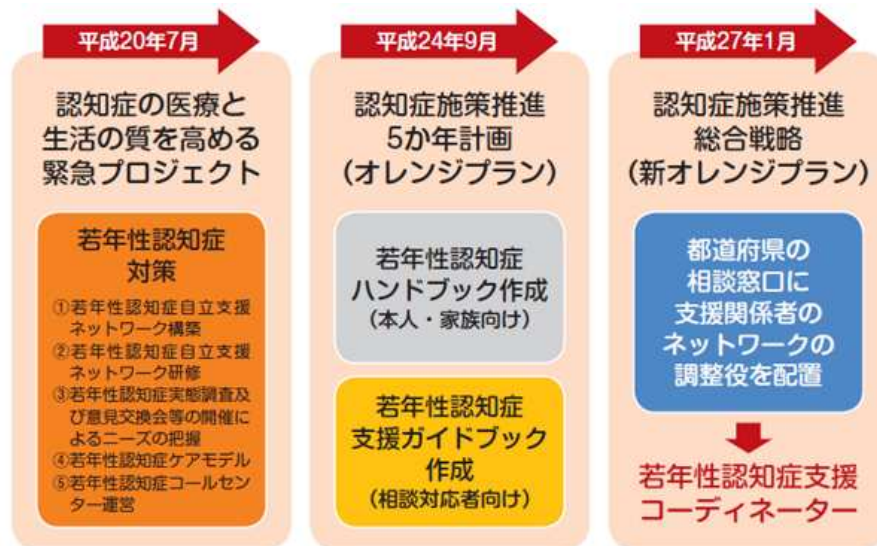 平成20年7月
認知症の医療と
生活の質を高める
緊急プロジェクト
若年性認知症
対策
①若年性認知症自立支援
ネットワーク構築
②若年性認知症自立支援
ネットワーク研修
③若年性認知症実態調査及
び意見交換会等の開催に
よるニーズの把握
④若年性認知症ケアモデル
⑤若年性認知症コールセン
ター運営
平成24年9月
認知症施策推進
5か年計画
(オレンジプラン)
若年性認知症
ハンドブック作成
(本人・家族向け)
若年性認知症
支援ガイドブック
作成
(相談対応者向け)
平成27年1月
認知症施策推進
総合戦略
(新オレンジプラン)
都道府県の
相談窓口に
支援関係者の
ネットワークの
調整役を配置
若年性認知症支援
コーディネーター